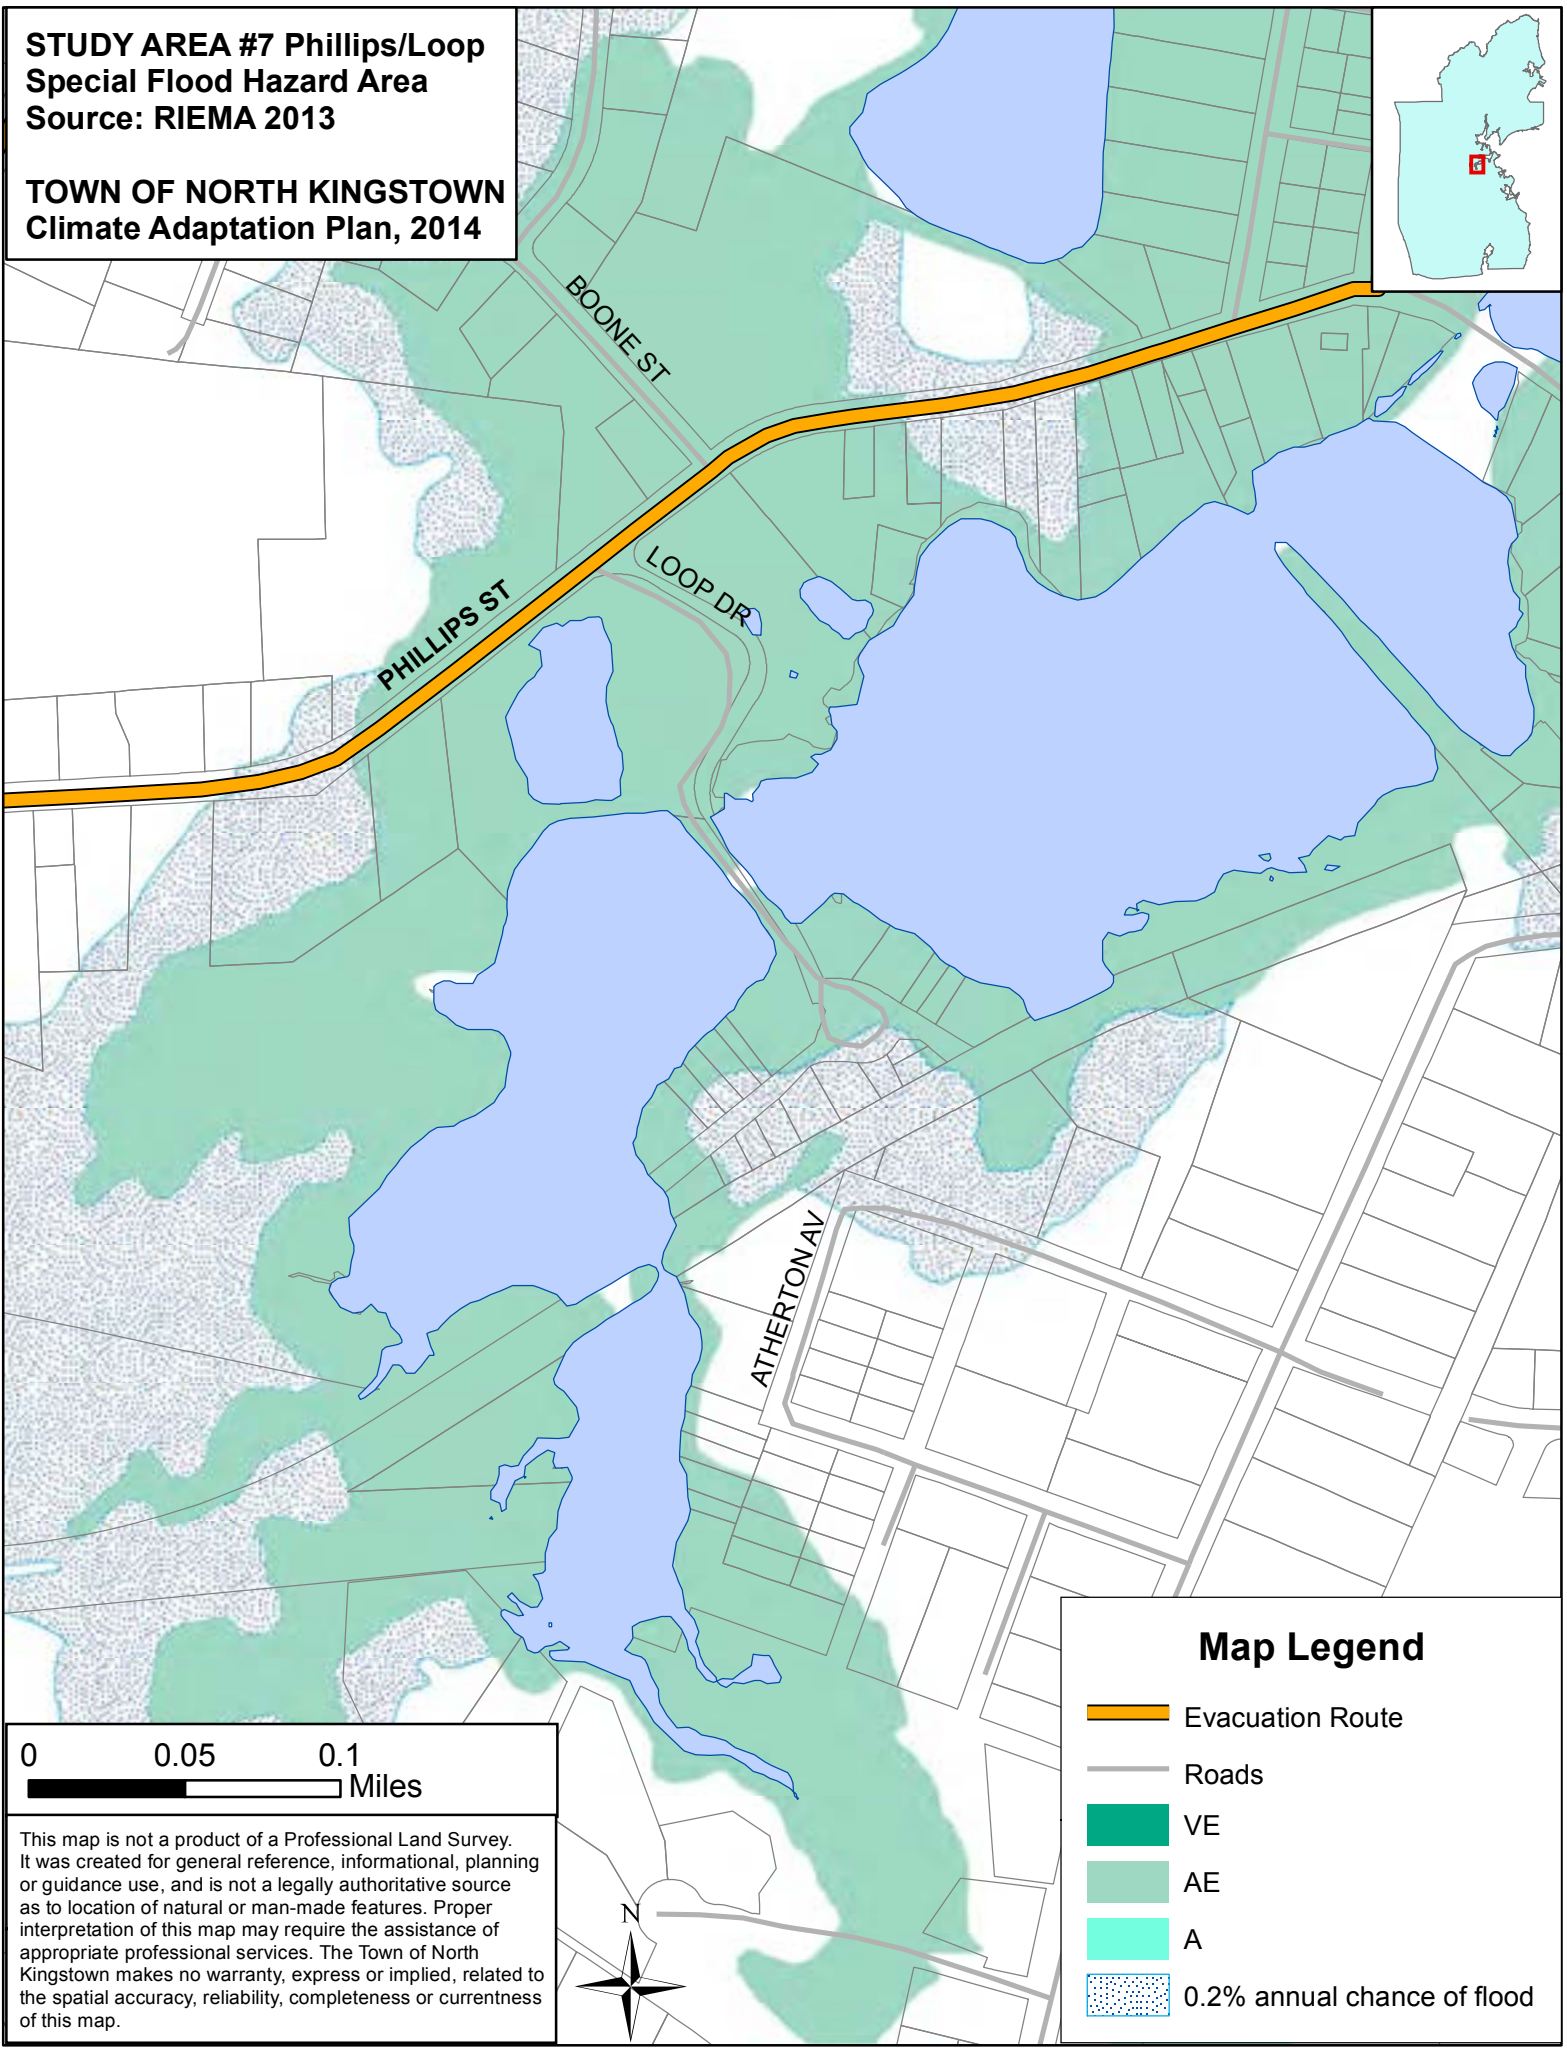 STUDY AREA #7 Phillips/Loop
Special Flood Hazard Area
Source: RIEMA 2013
TOWN OF NORTH KINGSTOWN
Climate Adaptation Plan, 2014
BOONE ST
LOOP DR
PHILLIPS ST
ATHERTON AV
Map Legend
Evacuation Route
Roads
VE
AE
A
0.2% annual chance of flood
0 0.05 0.1
Miles
This map is not a product of a Professional Land Survey.
It was created for general reference, informational, planning
or guidance use, and is not a legally authoritative source
as to location of natural or man-made features. Proper
interpretation of this map may require the assistance of
appropriate professional services. The Town of North
Kingstown makes no warranty, express or implied, related to
the spatial accuracy, reliability, completeness or currentness
of this map.
N